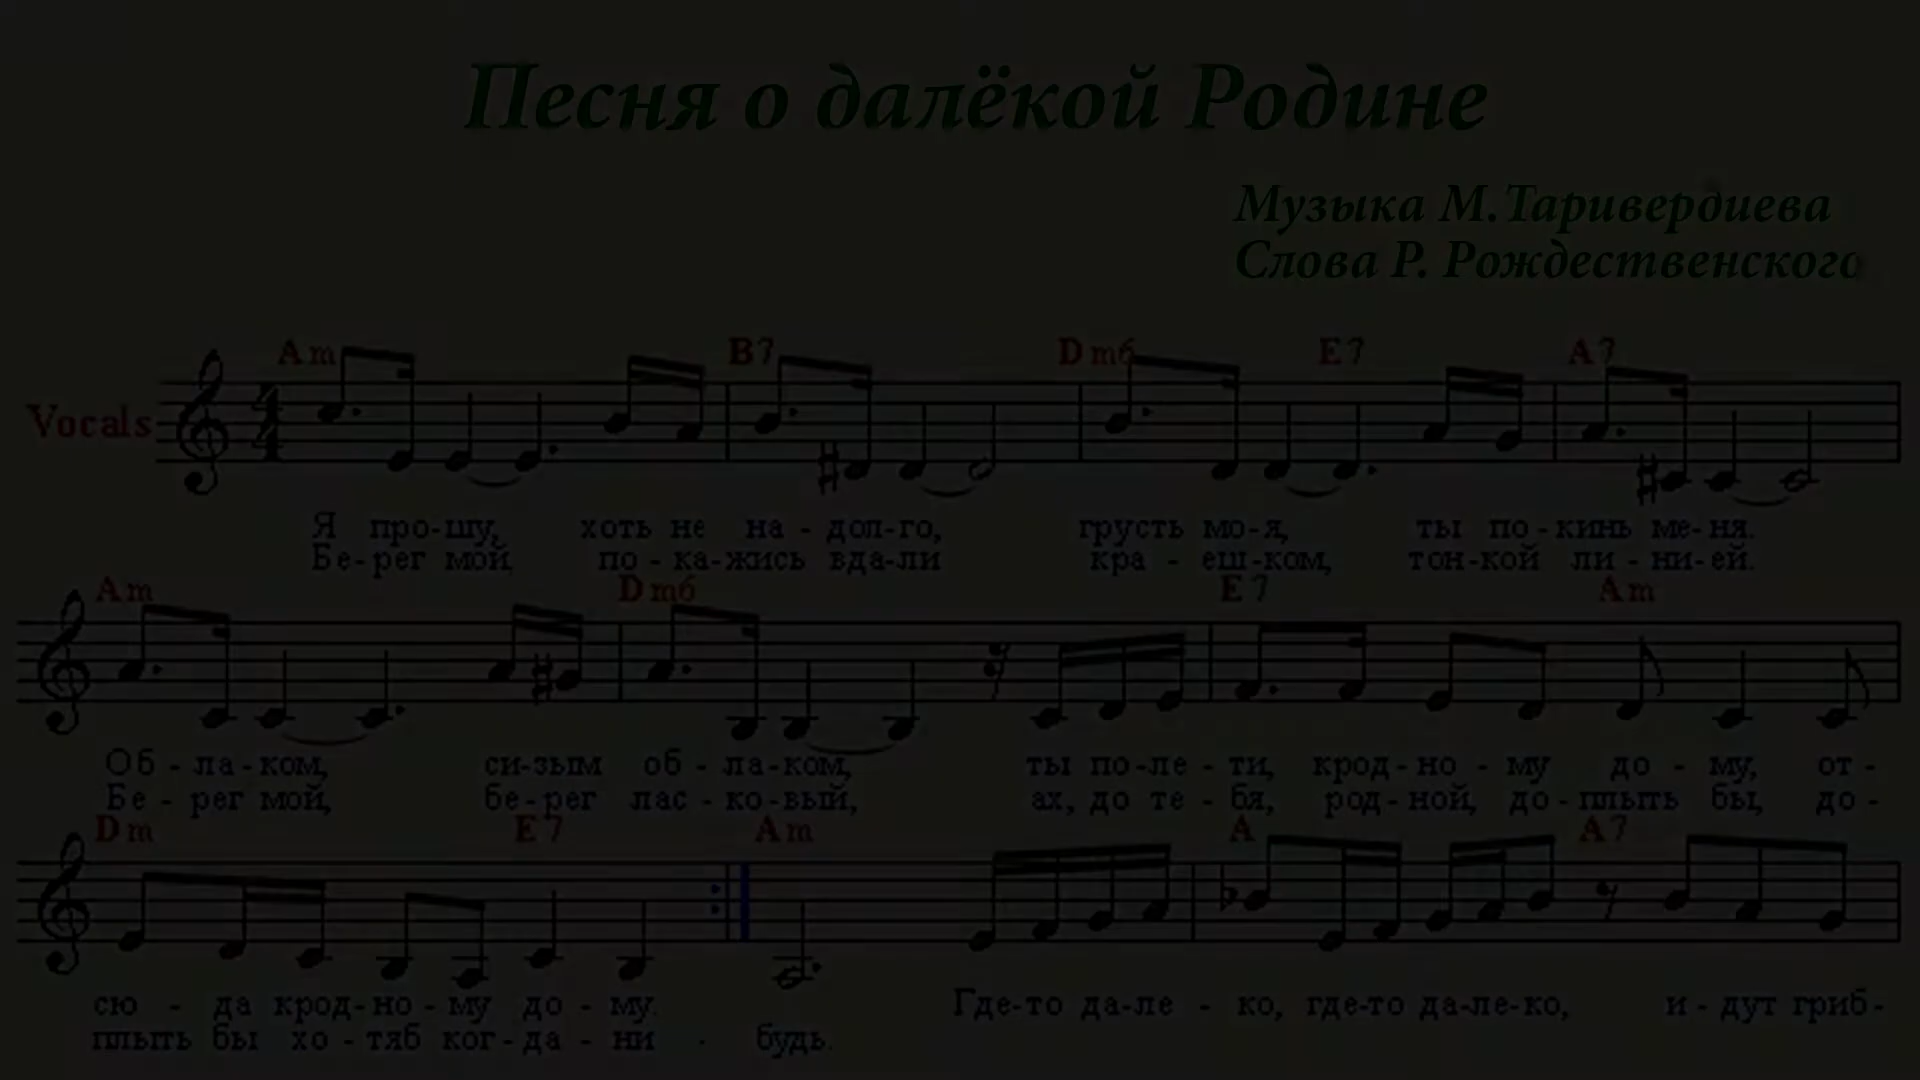 Песня о далёкой Родине
Музыка М.Таривердиева
Слова Р. Рождественского
Am B7 Dm6 E7 A7
Vocals 4/4
Я про-шу, хоть не на - дол-го, грусть мо-я, ты по-кинь ме-ня.
Бе-рег мой, по-ка-жись вда-ли кра - еш-ком, тон-кой ли-ни-ей.
Am Dm6 E7 Am
Об - ла-ком, си-зым об - ла-ком, ты по-ле - ти, крод-но - му до - му, от-
Бе - рег мой, бе-рег лас - ко-вый, ах, до те - бя, род-ной, до-плыть бы, до-
Dm E7 Am A A7
сю - да крод-но-му до-му. Где-то да-ле - ко, где-то да-ле-ко, и-дут гриб-
плыть бы хо-тяб ког-да-ни - будь.